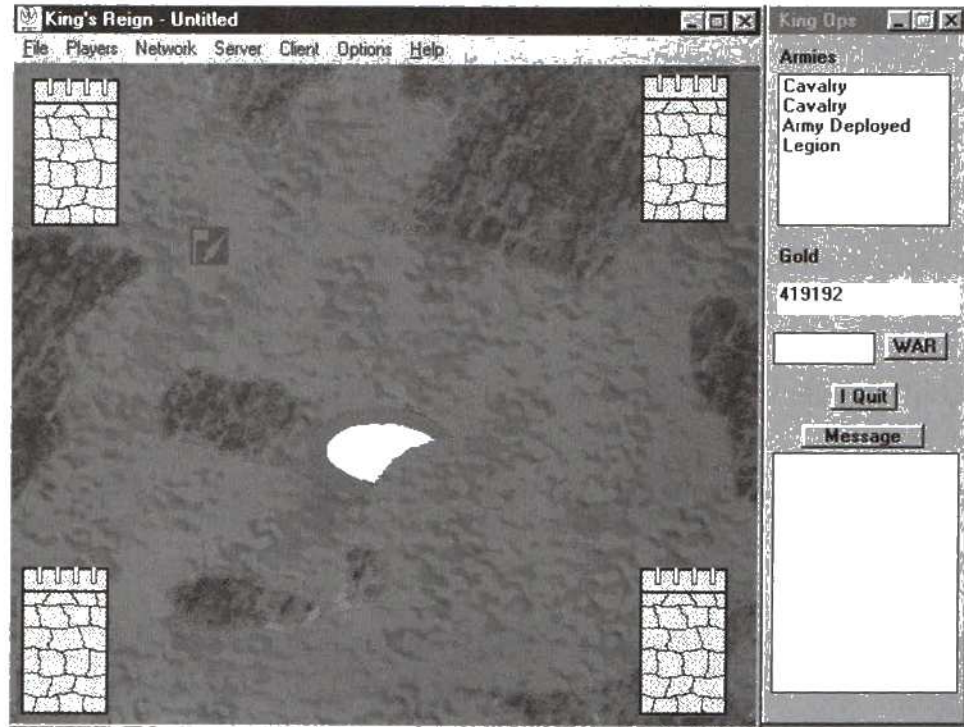 King's Reign - Untitled
File Players Network Server Client Options Help
King Ops
Armies
Cavalry
Cavalry
Army Deployed
Legion
Gold
419192
WAR
I Quit
Message